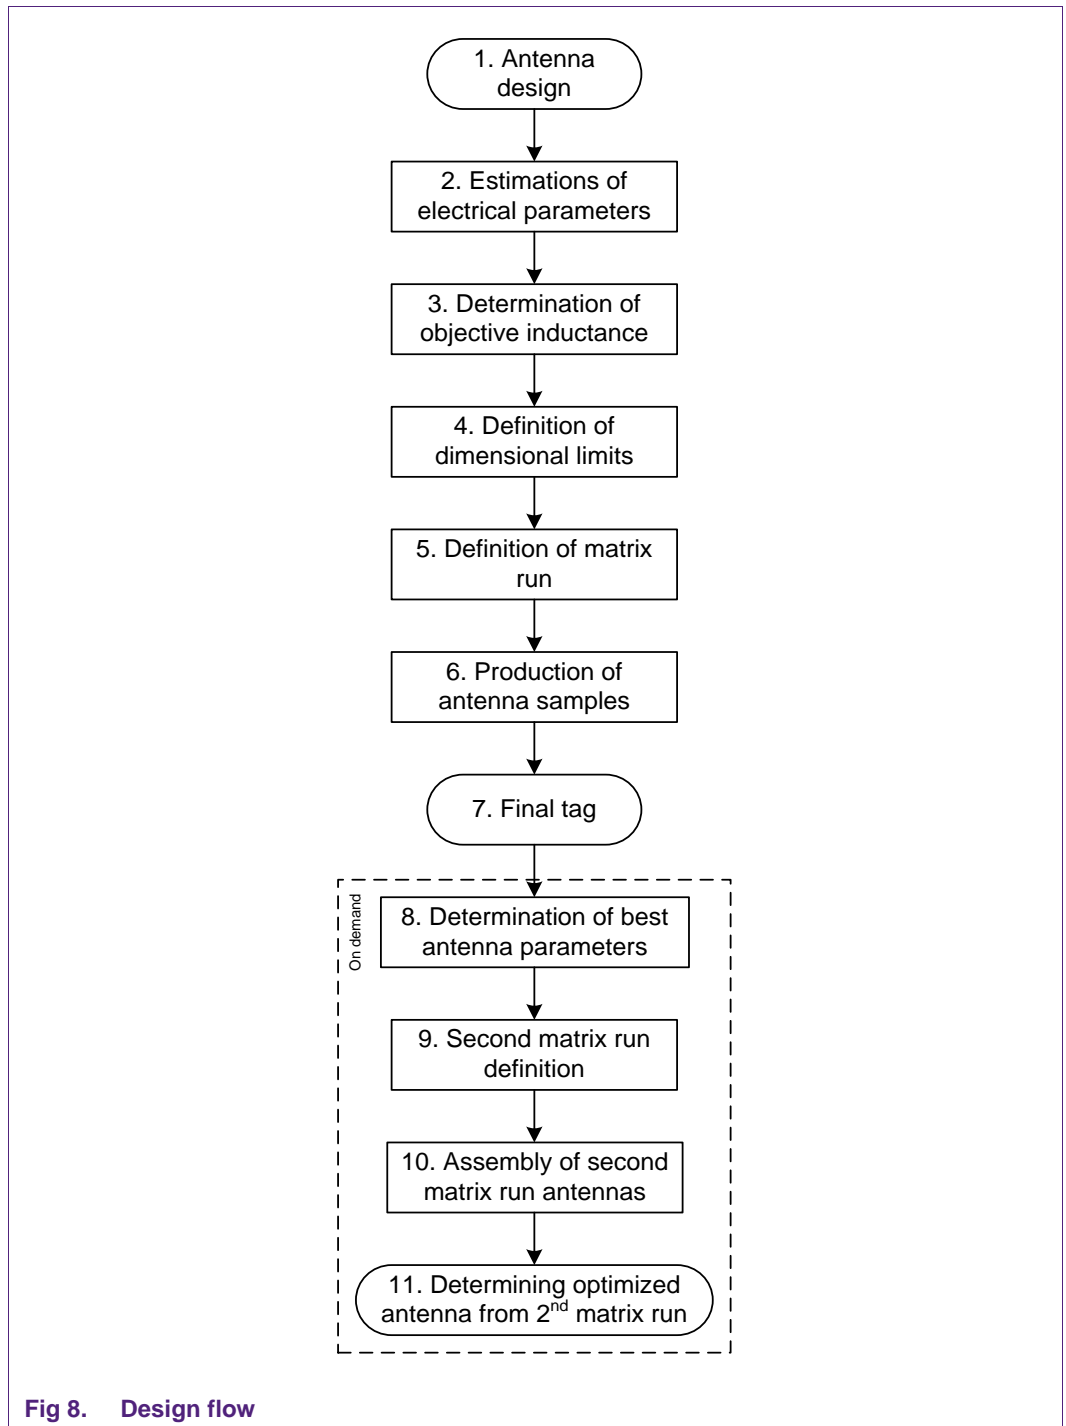 1. Antenna
design
2. Estimations of
electrical parameters
3. Determination of
objective inductance
4. Definition of
dimensional limits
5. Definition of matrix
run
6. Production of
antenna samples
7. Final tag
On demand
8. Determination of best
antenna parameters
9. Second matrix run
definition
10. Assembly of second
matrix run antennas
11. Determining optimized
antenna from 2nd matrix run
Fig 8. Design flow